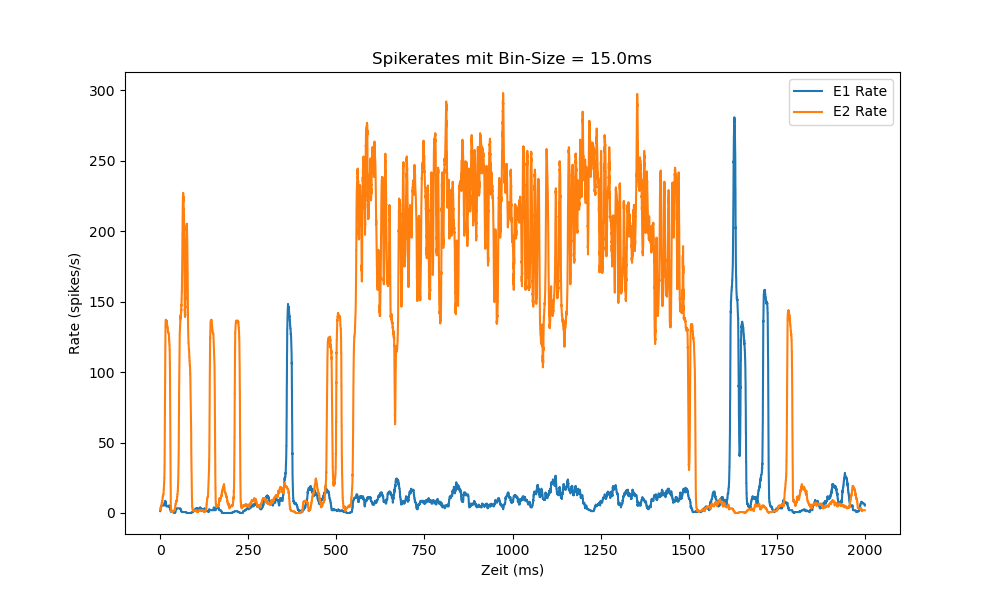 Spikerates mit Bin-Size = 15.0ms
E1 Rate
E2 Rate
Rate (spikes/s)
300
250
200
150
100
50
0
0 250 500 750 1000 1250 1500 1750 2000
Zeit (ms)